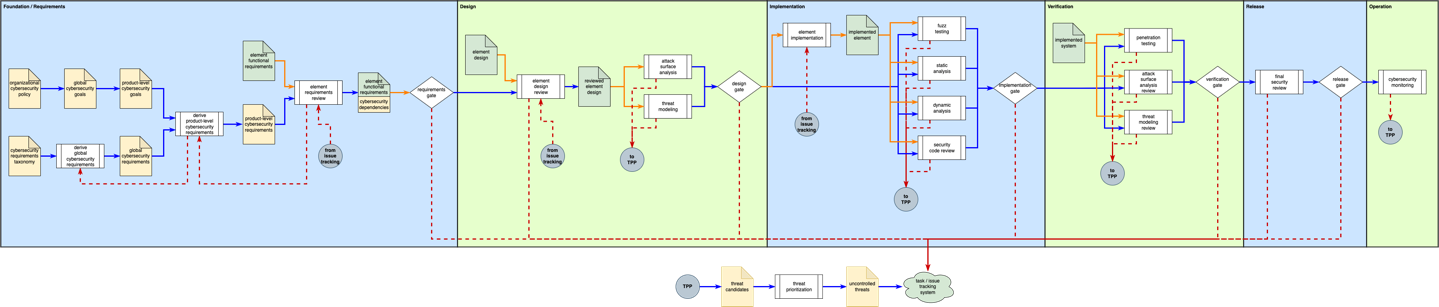 Foundation / Requirements
organizational
cybersecurity
policy
global
cybersecurity
goals
product-level
cybersecurity
goals
cybersecurity
requirements
taxonomy
derive
global
cybersecurity
requirements
global
cybersecurity
requirements
derive
product-level
cybersecurity
requirements
element
functional
requirements
product-level
cybersecurity
requirements
element
requirements
review
from
issue
tracking
element
functional
requirements
cybersecurity
dependencies
requirements
gate
Design
element
design
element
design
review
from
issue
tracking
reviewed
element
design
attack
surface
analysis
threat
modeling
to
TPP
design
gate
Implementation
element
implementation
from
issue
tracking
implemented
element
fuzz
testing
static
analysis
dynamic
analysis
security
code review
to
TPP
implementation
gate
Verification
implemented
system
penetration
testing
attack
surface
analysis
review
threat
modeling
review
to
TPP
verification
gate
Release
final
security
review
release
gate
Operation
cybersecurity
monitoring
to
TPP
TPP
threat
candidates
threat
prioritization
uncontrolled
threats
task / issue
tracking
system